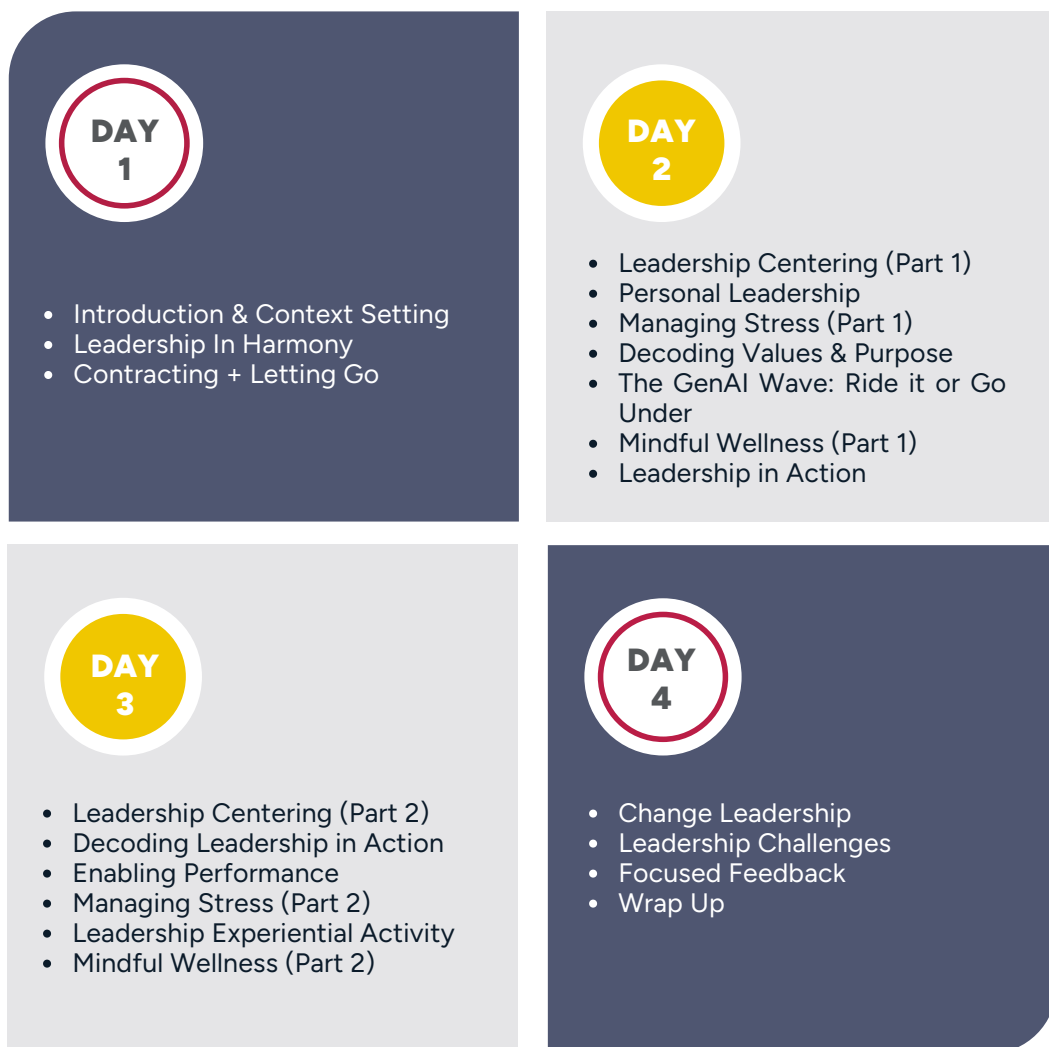 DAY
1
• Introduction & Context Setting
• Leadership In Harmony
• Contracting + Letting Go
DAY
2
• Leadership Centering (Part 1)
• Personal Leadership
• Managing Stress (Part 1)
• Decoding Values & Purpose
• The GenAI Wave: Ride it or Go
Under
• Mindful Wellness (Part 1)
• Leadership in Action
DAY
3
• Leadership Centering (Part 2)
• Decoding Leadership in Action
• Enabling Performance
• Managing Stress (Part 2)
• Leadership Experiential Activity
• Mindful Wellness (Part 2)
DAY
4
• Change Leadership
• Leadership Challenges
• Focused Feedback
• Wrap Up